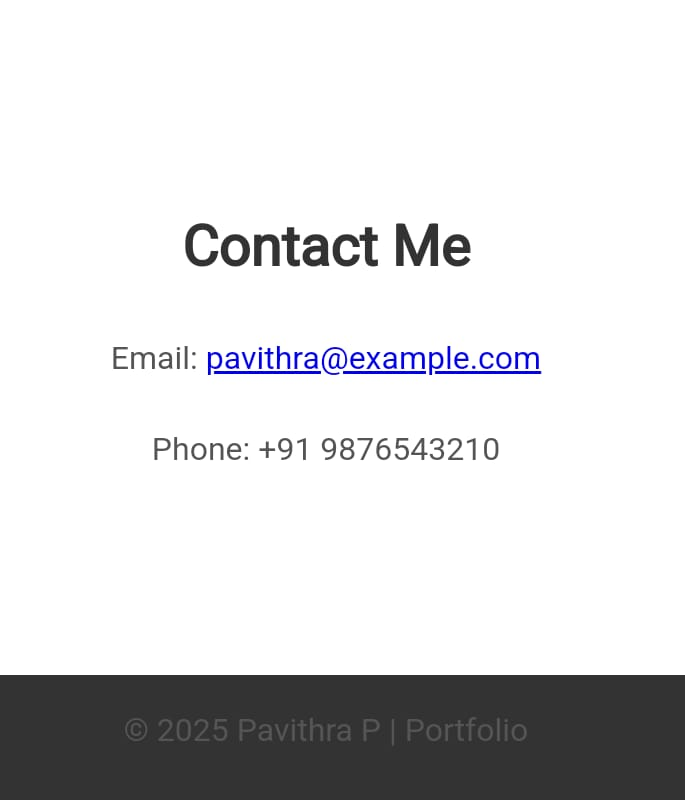 Contact Me
Email: pavithra@example.com
Phone: +91 9876543210
© 2025 Pavithra P | Portfolio